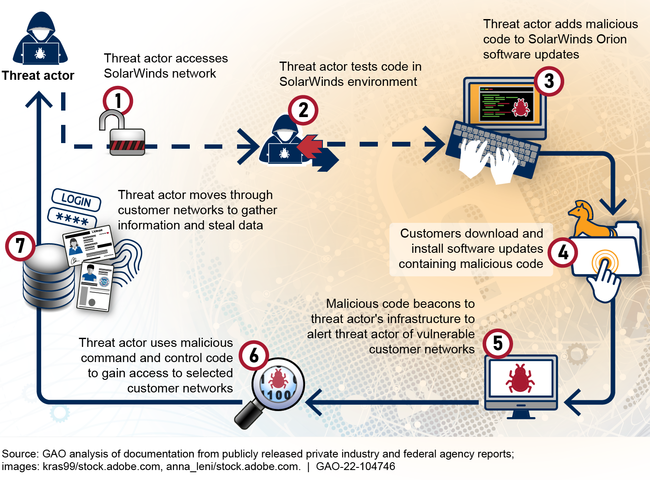 Threat actor
Threat actor accesses
SolarWinds network
1
Threat actor tests code in
SolarWinds environment
2
Threat actor adds malicious
code to SolarWinds Orion
software updates
3
Customers download and
install software updates
containing malicious code
4
Malicious code beacons to
threat actor's infrastructure to
alert threat actor of vulnerable
customer networks
5
Threat actor uses malicious
command and control code
to gain access to selected
customer networks
6
100
Threat actor moves through
customer networks to gather
information and steal data
7
LOGIN
****
Source: GAO analysis of documentation from publicly released private industry and federal agency reports;
images: kras99/stock.adobe.com, anna_leni/stock.adobe.com. | GAO-22-104746